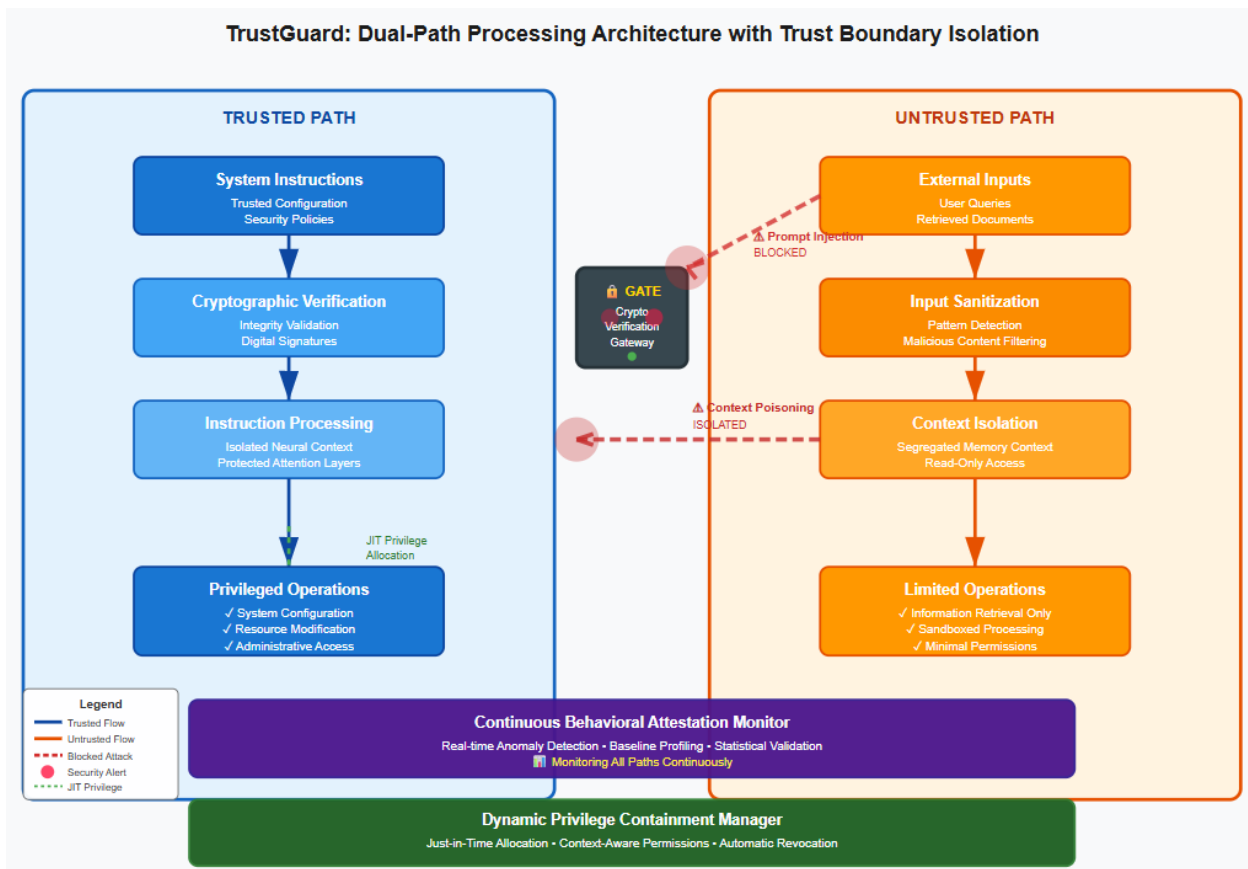 TrustGuard: Dual-Path Processing Architecture with Trust Boundary Isolation
TRUSTED PATH
System Instructions
Trusted Configuration
Security Policies
Cryptographic Verification
Integrity Validation
Digital Signatures
Instruction Processing
Isolated Neural Context
Protected Attention Layers
JIT Privilege
Allocation
Privileged Operations
✓ System Configuration
✓ Resource Modification
✓ Administrative Access
🔒 GATE
Crypto
Verification
Gateway
⚠ Prompt Injection
BLOCKED
⚠ Context Poisoning
ISOLATED
UNTRUSTED PATH
External Inputs
User Queries
Retrieved Documents
Input Sanitization
Pattern Detection
Malicious Content Filtering
Context Isolation
Segregated Memory Context
Read-Only Access
Limited Operations
✓ Information Retrieval Only
✓ Sandboxed Processing
✓ Minimal Permissions
Legend
Trusted Flow
Untrusted Flow
Blocked Attack
Security Alert
JIT Privilege
Continuous Behavioral Attestation Monitor
Real-time Anomaly Detection • Baseline Profiling • Statistical Validation
📊 Monitoring All Paths Continuously
Dynamic Privilege Containment Manager
Just-in-Time Allocation • Context-Aware Permissions • Automatic Revocation